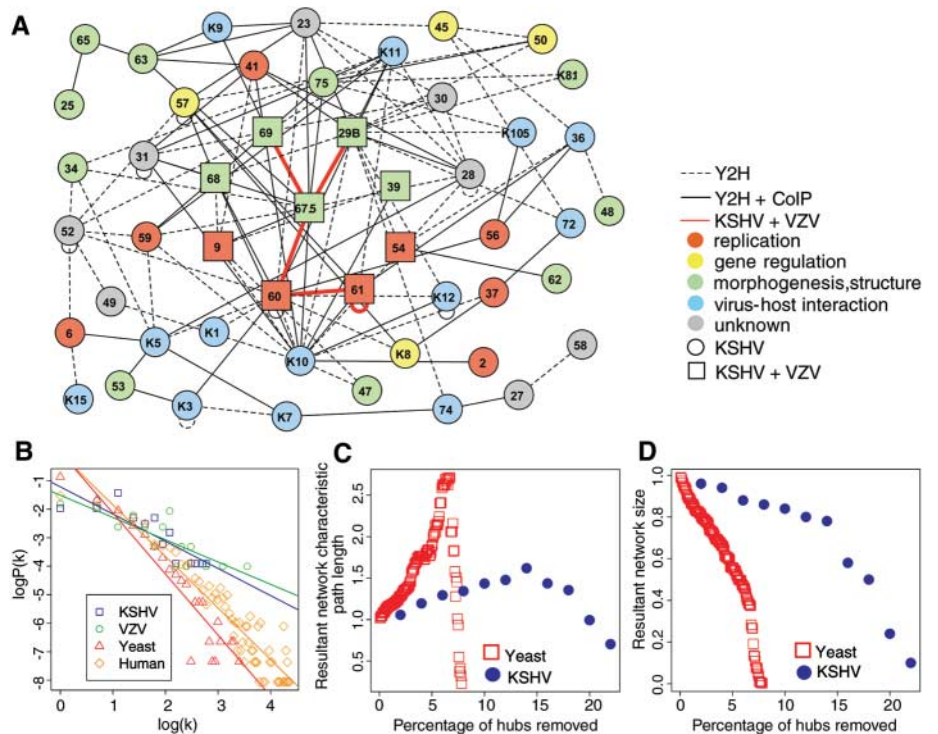 A
65
63
K9
23
K11
45
50
41
75
K81
25
57
30
69
29B
K105
36
34
31
68
39
28
67.5
48
52
59
9
54
56
72
62
49
60
61
K12
37
6
K5
K1
K10
K8
2
58
K15
53
K3
47
K7
74
27
Y2H
Y2H + CoIP
KSHV + VZV
replication
gene regulation
morphogenesis,structure
virus-host interaction
unknown
KSHV
KSHV + VZV
B
logP(k)
-1
-2
-3
-4
-5
-6
-7
-8
KSHV
VZV
Yeast
Human
0 1 2 3 4
log(k)
C
Resultant network characteristic
path length
2.5
2.0
1.5
1.0
0.5
Yeast
KSHV
0 5 10 15 20
Percentage of hubs removed
D
Resultant network size
1.0
0.8
0.6
0.4
0.2
0.0
Yeast
KSHV
0 5 10 15 20
Percentage of hubs removed